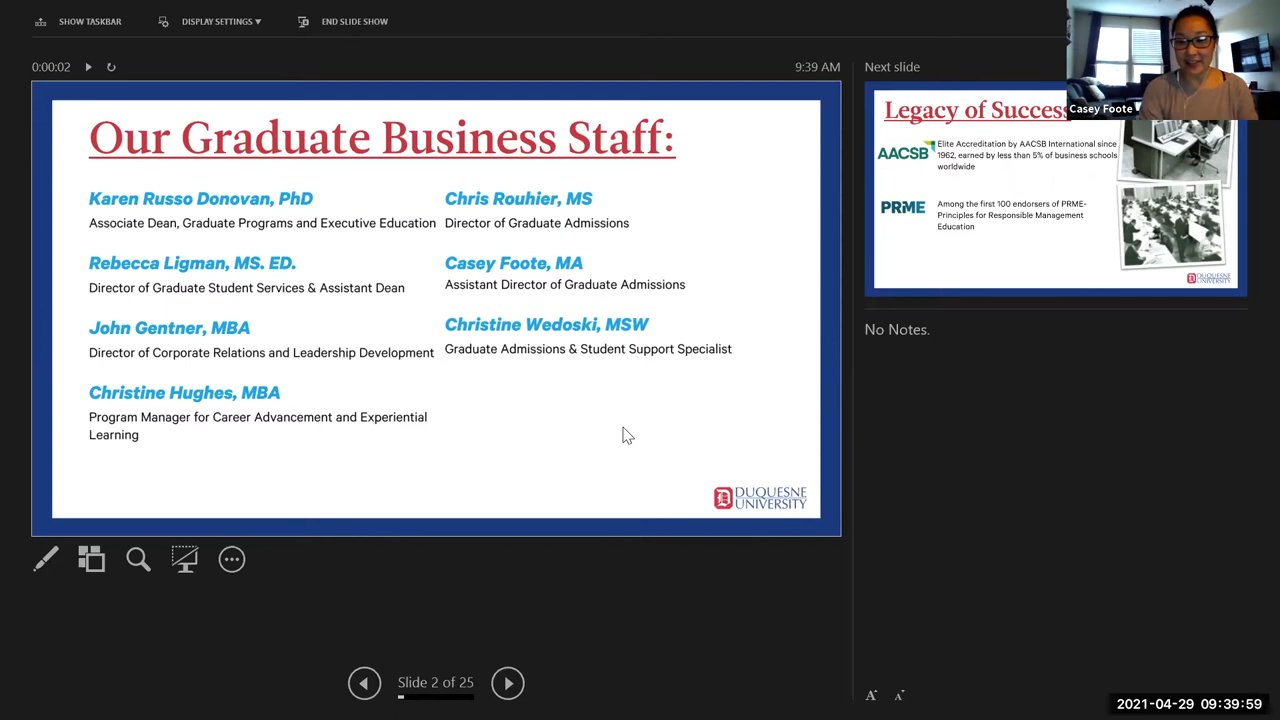 SHOW TASKBAR
DISPLAY SETTINGS ▼
END SLIDE SHOW
0:00:02
9:39 AM
Our Graduate Business Staff:
Karen Russo Donovan, PhD
Associate Dean, Graduate Programs and Executive Education
Rebecca Ligman, MS. ED.
Director of Graduate Student Services & Assistant Dean
John Gentner, MBA
Director of Corporate Relations and Leadership Development
Christine Hughes, MBA
Program Manager for Career Advancement and Experiential
Learning
Chris Rouhier, MS
Director of Graduate Admissions
Casey Foote, MA
Assistant Director of Graduate Admissions
Christine Wedoski, MSW
Graduate Admissions & Student Support Specialist
D
DUQUESNE
UNIVERSITY
Slide 2 of 25
Next slide
Casey Foote
Legacy of Success
AACSB
Elite Accreditation by AACSB International since
1962, earned by less than 5% of business schools
worldwide
PRME
Among the first 100 endorsers of PRME-
Principles for Responsible Management
Education
DUQUESNE
UNIVERSITY
No Notes.
A A
2021-04-29 09:39:59